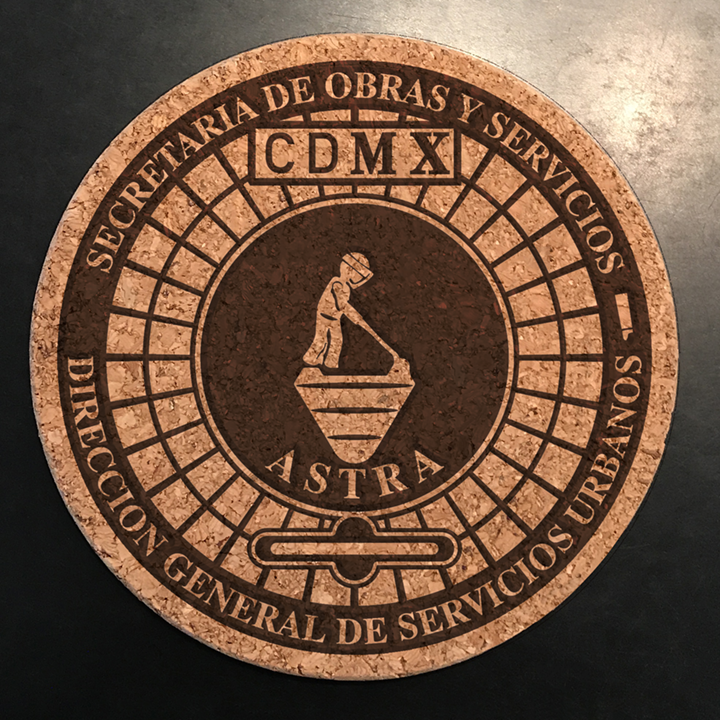 SECRETARIA DE OBRAS Y SERVICIOS
CDMX
ASTRA
DIRECCION GENERAL DE SERVICIOS URBANOS